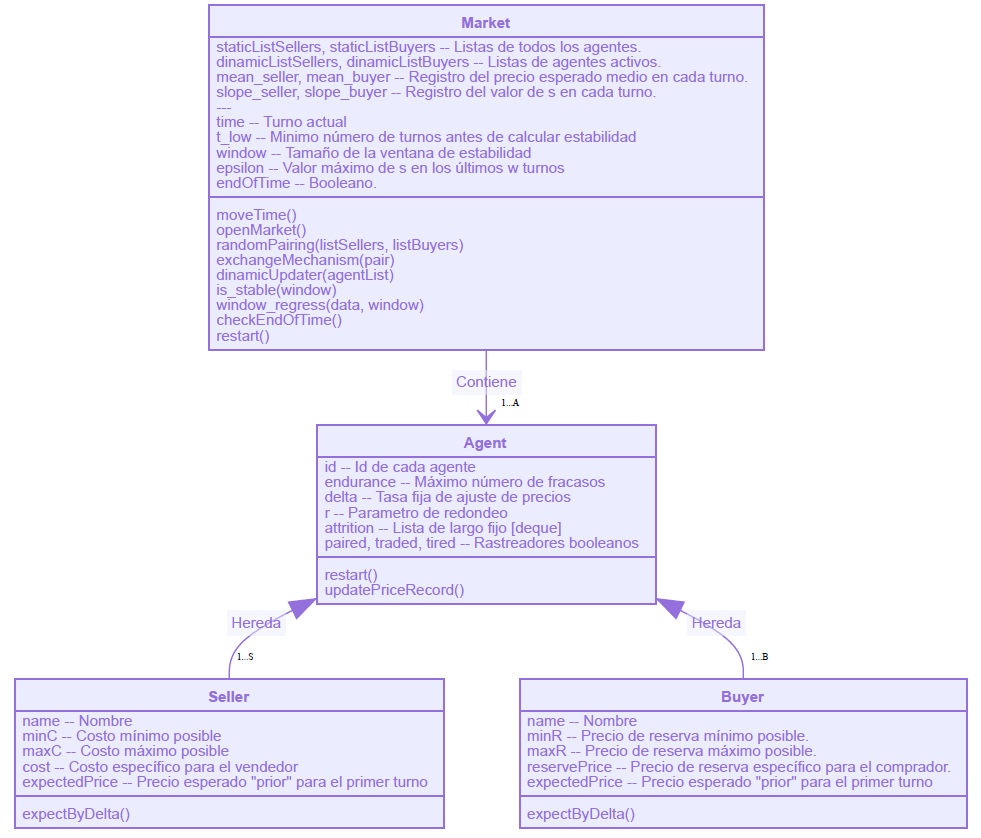 Market
staticListSellers, staticListBuyers -- Listas de todos los agentes.
dinamicListSellers, dinamicListBuyers -- Listas de agentes activos.
mean_seller, mean_buyer -- Registro del precio esperado medio en cada turno.
slope_seller, slope_buyer -- Registro del valor de s en cada turno.
---
time -- Turno actual
t_low -- Minimo número de turnos antes de calcular estabilidad
window -- Tamaño de la ventana de estabilidad
epsilon -- Valor máximo de s en los últimos w turnos
endOfTime -- Booleano.
moveTime()
openMarket()
randomPairing(listSellers, listBuyers)
exchangeMechanism(pair)
dinamicUpdater(agentList)
is_stable(window)
window_regress(data, window)
checkEndOfTime()
restart()
Contiene
1...A
Agent
id -- Id de cada agente
endurance -- Máximo número de fracasos
delta -- Tasa fija de ajuste de precios
r -- Parametro de redondeo
attrition -- Lista de largo fijo [deque]
paired, traded, tired -- Rastreadores booleanos
restart()
updatePriceRecord()
Hereda
1...S
Hereda
1...B
Seller
name -- Nombre
minC -- Costo mínimo posible
maxC -- Costo máximo posible
cost -- Costo específico para el vendedor
expectedPrice -- Precio esperado "prior" para el primer turno
expectByDelta()
Buyer
name -- Nombre
minR -- Precio de reserva mínimo posible.
maxR -- Precio de reserva máximo posible.
reservePrice -- Precio de reserva específico para el comprador.
expectedPrice -- Precio esperado "prior" para el primer turno
expectByDelta()